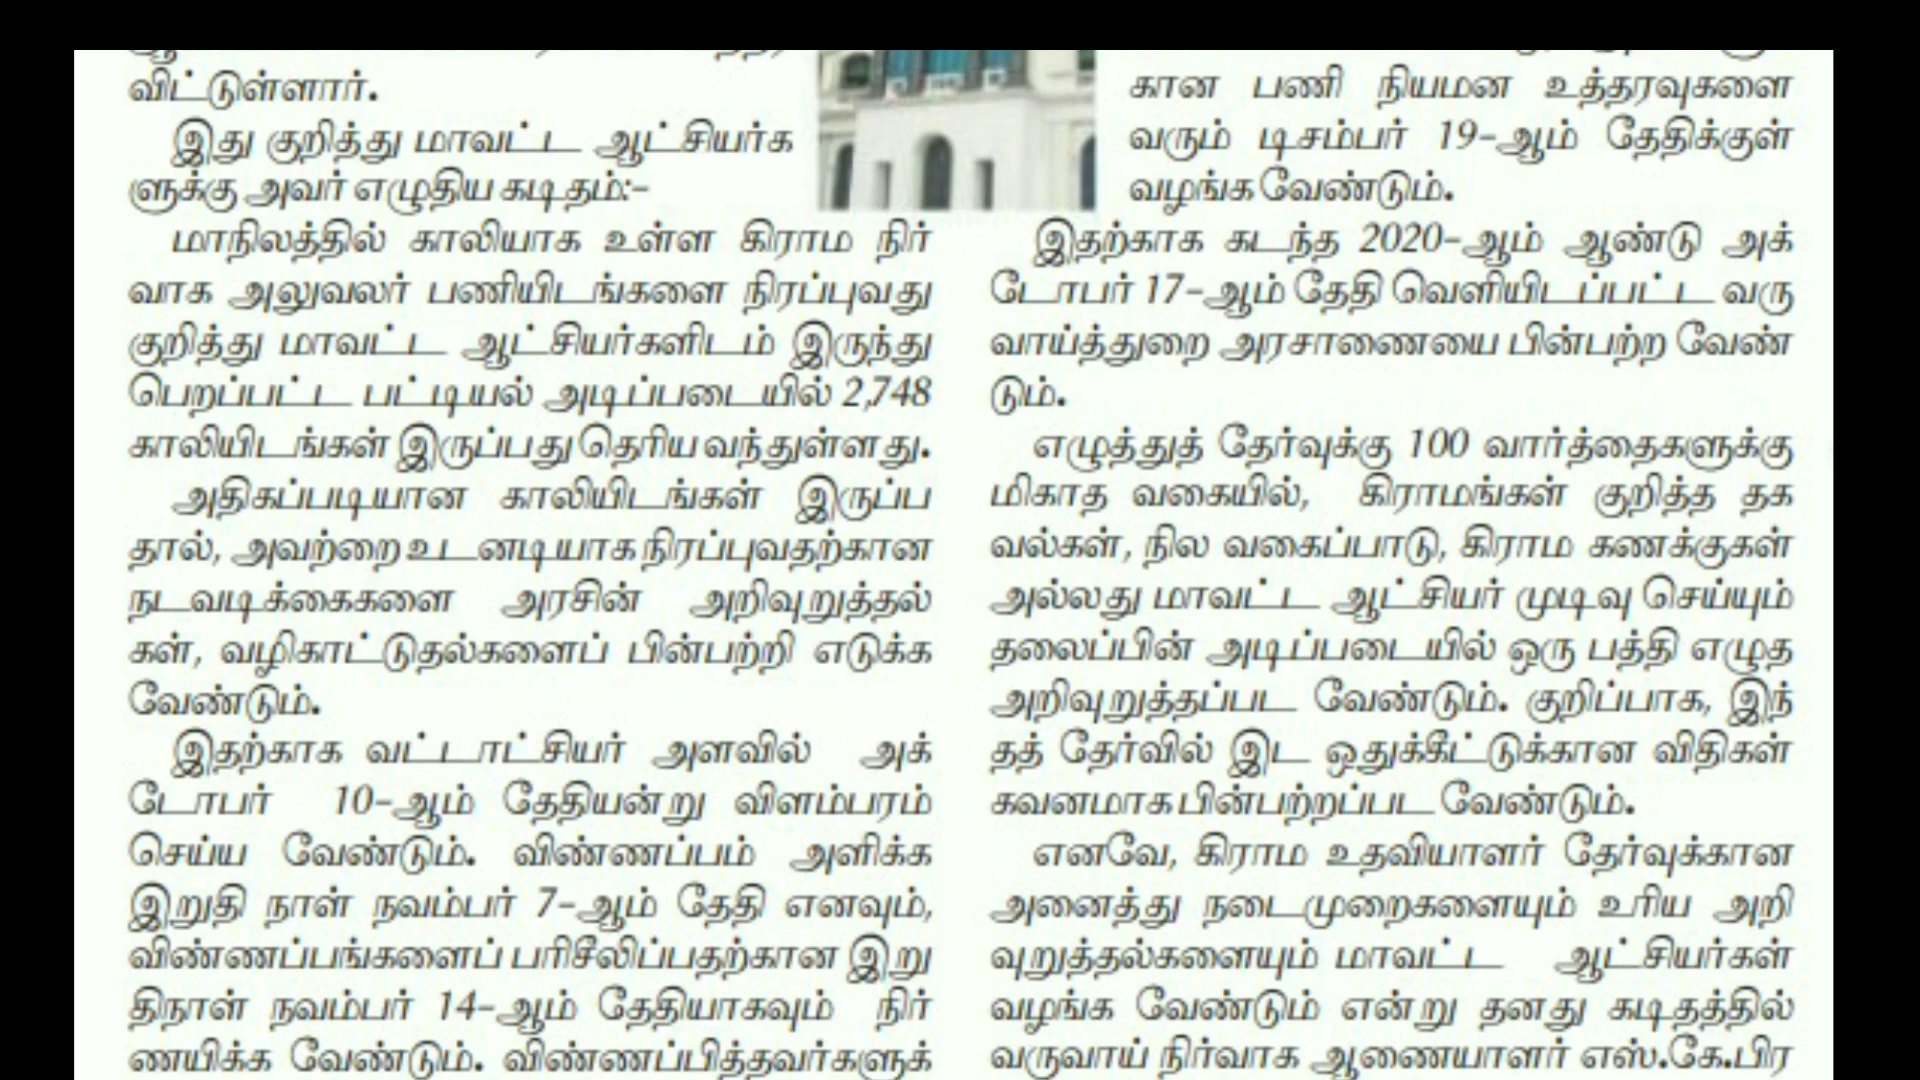 விட்டுள்ளார்.
இது குறித்து மாவட்ட ஆட்சியர்க
ளுக்கு அவர் எழுதிய கடிதம்:-
மாநிலத்தில் காலியாக உள்ள கிராம நிர்
வாக அலுவலர் பணியிடங்களை நிரப்புவது
குறித்து மாவட்ட ஆட்சியர்களிடம் இருந்து
பெறப்பட்ட பட்டியல் அடிப்படையில் 2,748
காலியிடங்கள் இருப்பது தெரிய வந்துள்ளது.
அதிகப்படியான காலியிடங்கள் இருப்ப
தால், அவற்றை உடனடியாக நிரப்புவதற்கான
நடவடிக்கைகளை அரசின் அறிவுறுத்தல்
கள், வழிகாட்டுதல்களைப் பின்பற்றி எடுக்க
வேண்டும்.
இதற்காக வட்டாட்சியர் அளவில் அக்
டோபர் 10-ஆம் தேதியன்று விளம்பரம்
செய்ய வேண்டும். விண்ணப்பம் அளிக்க
இறுதி நாள் நவம்பர் 7-ஆம் தேதி எனவும்,
விண்ணப்பங்களைப் பரிசீலிப்பதற்கான இறு
திநாள் நவம்பர் 14-ஆம் தேதியாகவும் நிர்
ணயிக்க வேண்டும். விண்ணப்பித்தவர்களுக்
கான பணி நியமன உத்தரவுகளை
வரும் டிசம்பர் 19-ஆம் தேதிக்குள்
வழங்க வேண்டும்.
இதற்காக கடந்த 2020-ஆம் ஆண்டு அக்
டோபர் 17-ஆம் தேதி வெளியிடப்பட்ட வரு
வாய்த்துறை அரசாணையை பின்பற்ற வேண்
டும்.
எழுத்துத் தேர்வுக்கு 100 வார்த்தைகளுக்கு
மிகாத வகையில், கிராமங்கள் குறித்த தக
வல்கள், நில வகைப்பாடு, கிராம கணக்குகள்
அல்லது மாவட்ட ஆட்சியர் முடிவு செய்யும்
தலைப்பின் அடிப்படையில் ஒரு பத்தி எழுத
அறிவுறுத்தப்பட வேண்டும். குறிப்பாக, இந்
தத் தேர்வில் இட ஒதுக்கீட்டுக்கான விதிகள்
கவனமாக பின்பற்றப்பட வேண்டும்.
எனவே, கிராம உதவியாளர் தேர்வுக்கான
அனைத்து நடைமுறைகளையும் உரிய அறி
வுறுத்தல்களையும் மாவட்ட ஆட்சியர்கள்
வழங்க வேண்டும் என்று தனது கடிதத்தில்
வருவாய் நிர்வாக ஆணையாளர் எஸ்.கே.பிர